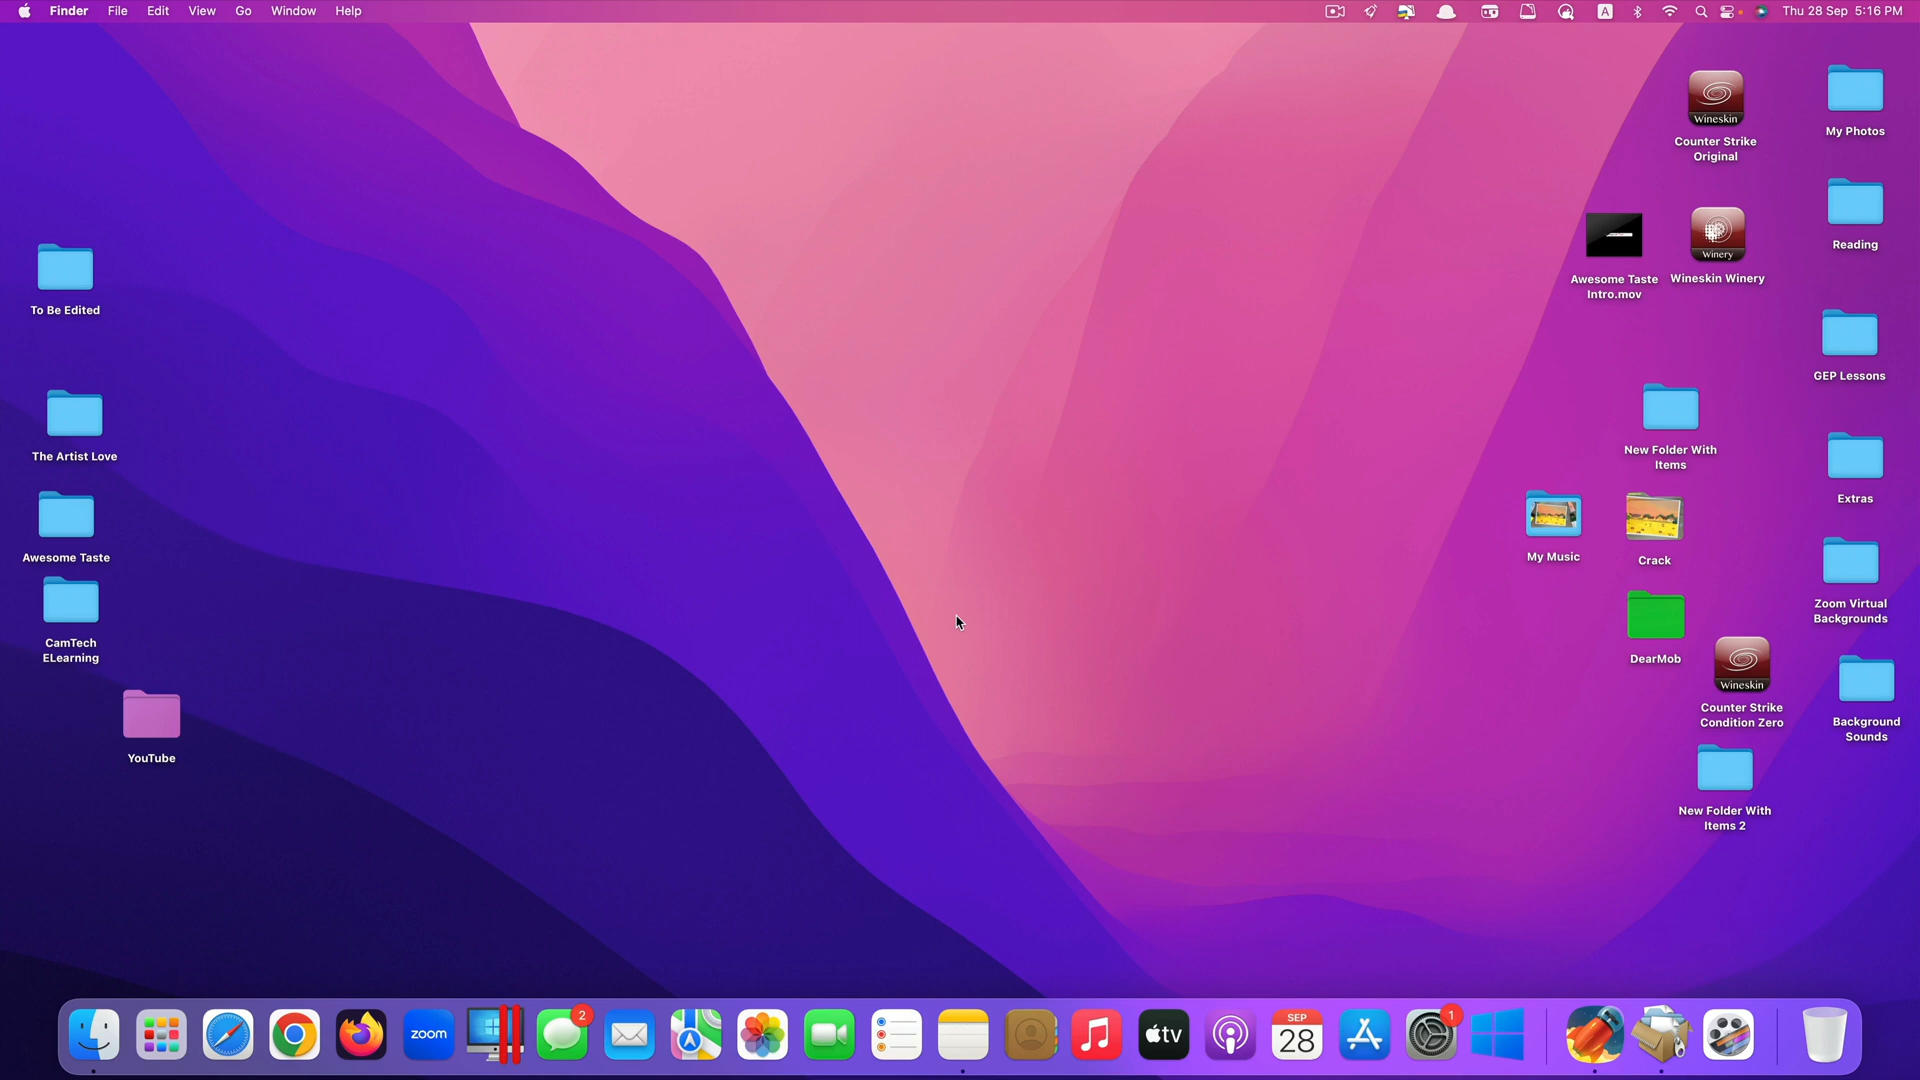 Finder File Edit View Go Window Help
A
Thu 28 Sep 5:16 PM
Wineskin
Counter Strike
Original
My Photos
Reading
Awesome Taste
Intro.mov
Winery
Wineskin Winery
To Be Edited
GEP Lessons
The Artist Love
New Folder With
Items
Extras
Awesome Taste
My Music
Crack
Zoom Virtual
Backgrounds
CamTech
ELearning
DearMob
Wineskin
Counter Strike
Condition Zero
Background
Sounds
YouTube
New Folder With
Items 2
zoom
2
tv
SEP
28
1